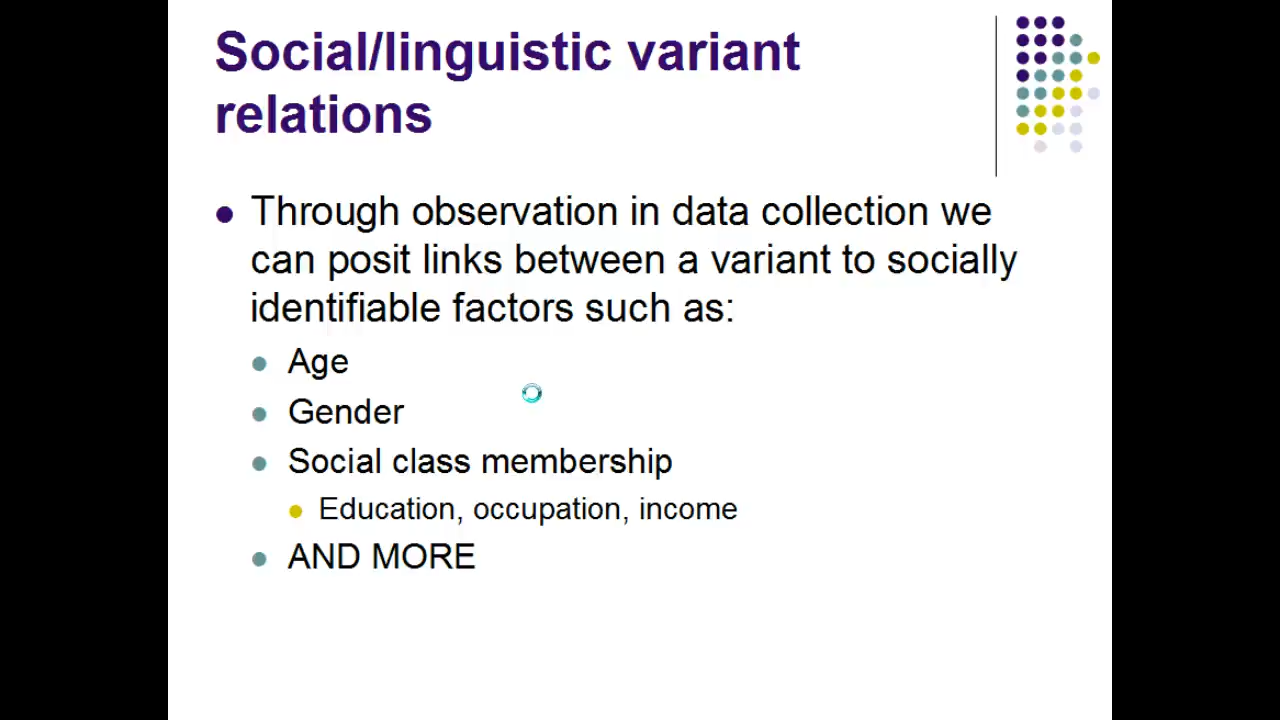 Social/linguistic variant
relations
Through observation in data collection we
can posit links between a variant to socially
identifiable factors such as:
Age
Gender
Social class membership
Education, occupation, income
AND MORE